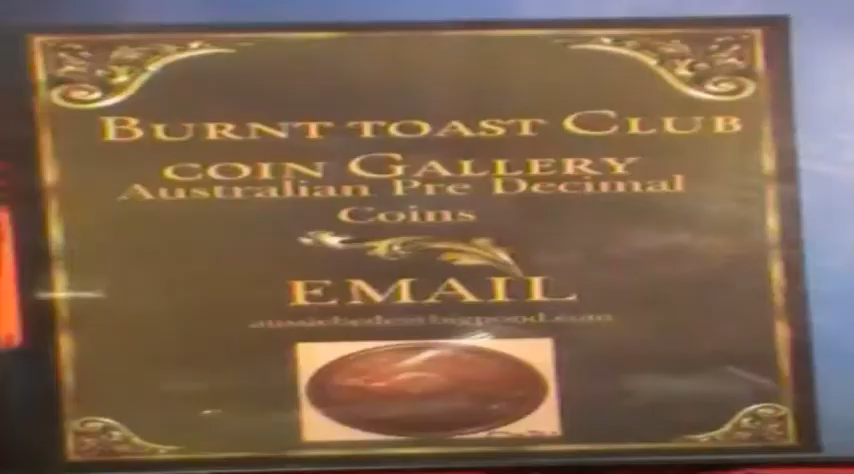 BURNT TOAST CLUB
COIN GALLERY
Australian Pre Decimal
Coins
EMAIL